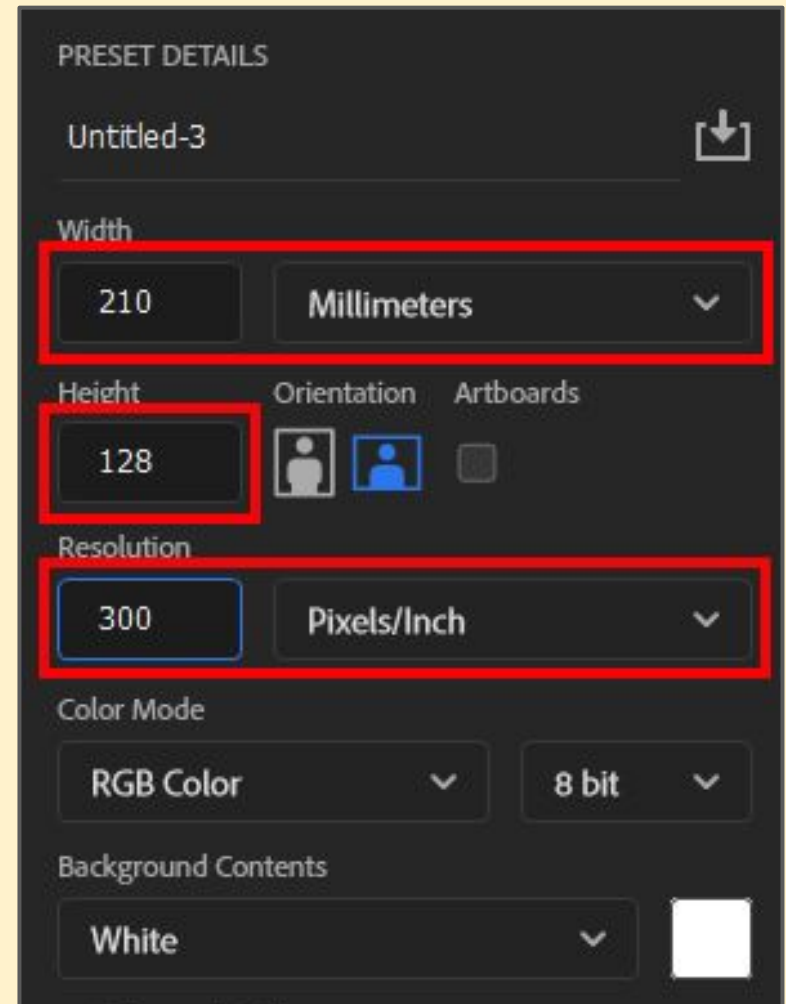 PRESET DETAILS
Untitled-3
Width
210 Millimeters
Height Orientation Artboards
128
Resolution
300 Pixels/Inch
Color Mode
RGB Color 8 bit
Background Contents
White